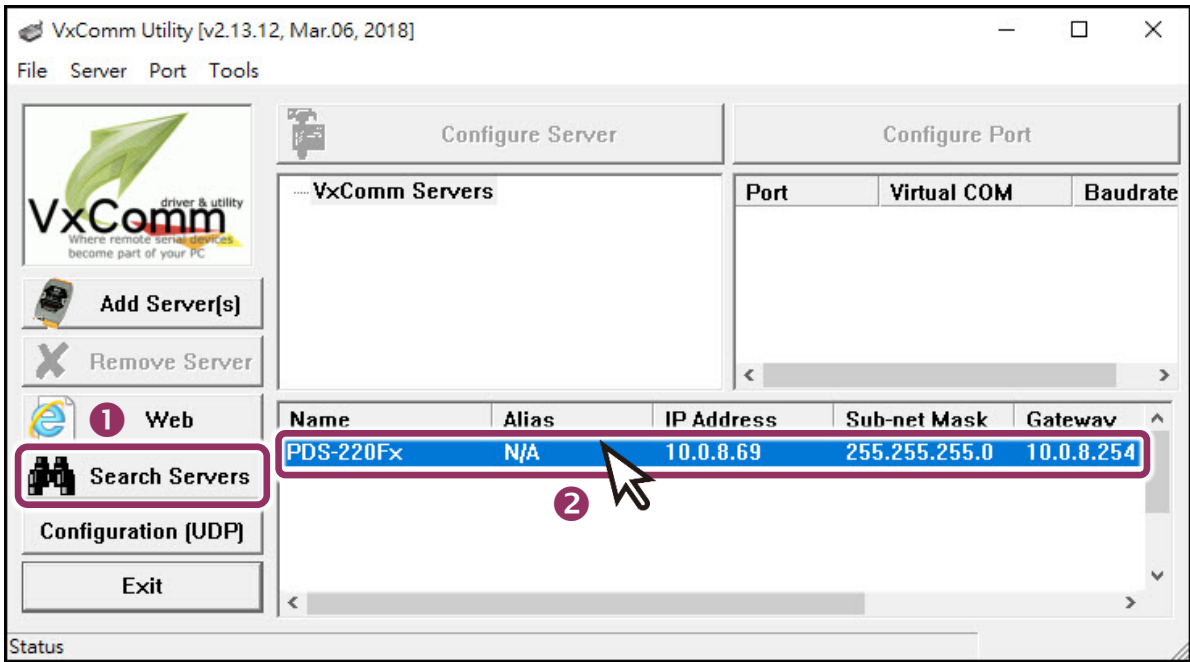 VxComm Utility [v2.13.12, Mar.06, 2018]
File Server Port Tools
driver & utility
VxComm
Where remote serial devices
become part of your PC
Configure Server
Configure Port
VxComm Servers
Port Virtual COM Baudrate
Add Server(s)
Remove Server
1 Web
Search Servers
Configuration (UDP)
Exit
Name Alias IP Address Sub-net Mask Gateway
PDS-220Fx N/A 10.0.8.69 255.255.255.0 10.0.8.254
2
Status